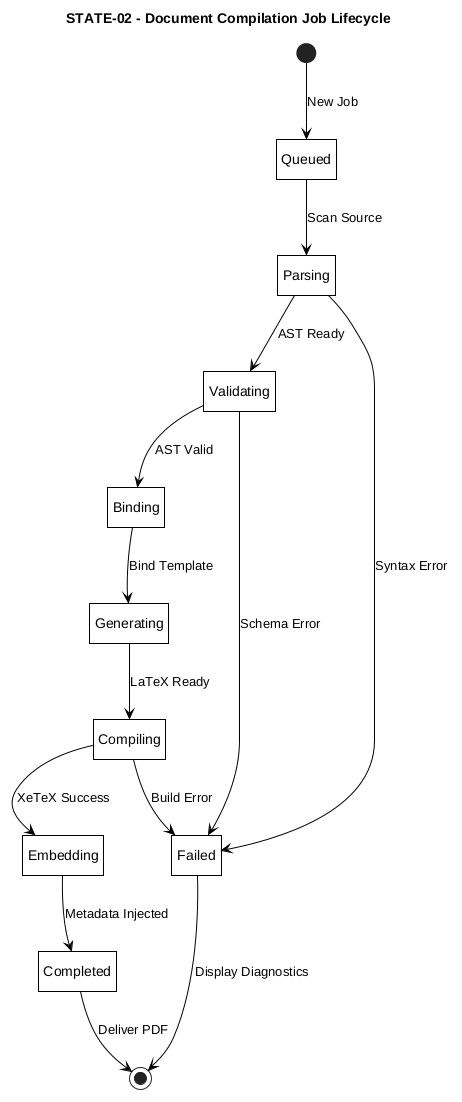 STATE-02 - Document Compilation Job Lifecycle
New Job
Queued
Scan Source
Parsing
AST Ready
Validating
AST Valid
Binding
Bind Template
Syntax Error
Generating
Schema Error
LaTeX Ready
Compiling
XeTeX Success
Build Error
Embedding
Failed
Metadata Injected
Completed
Display Diagnostics
Deliver PDF